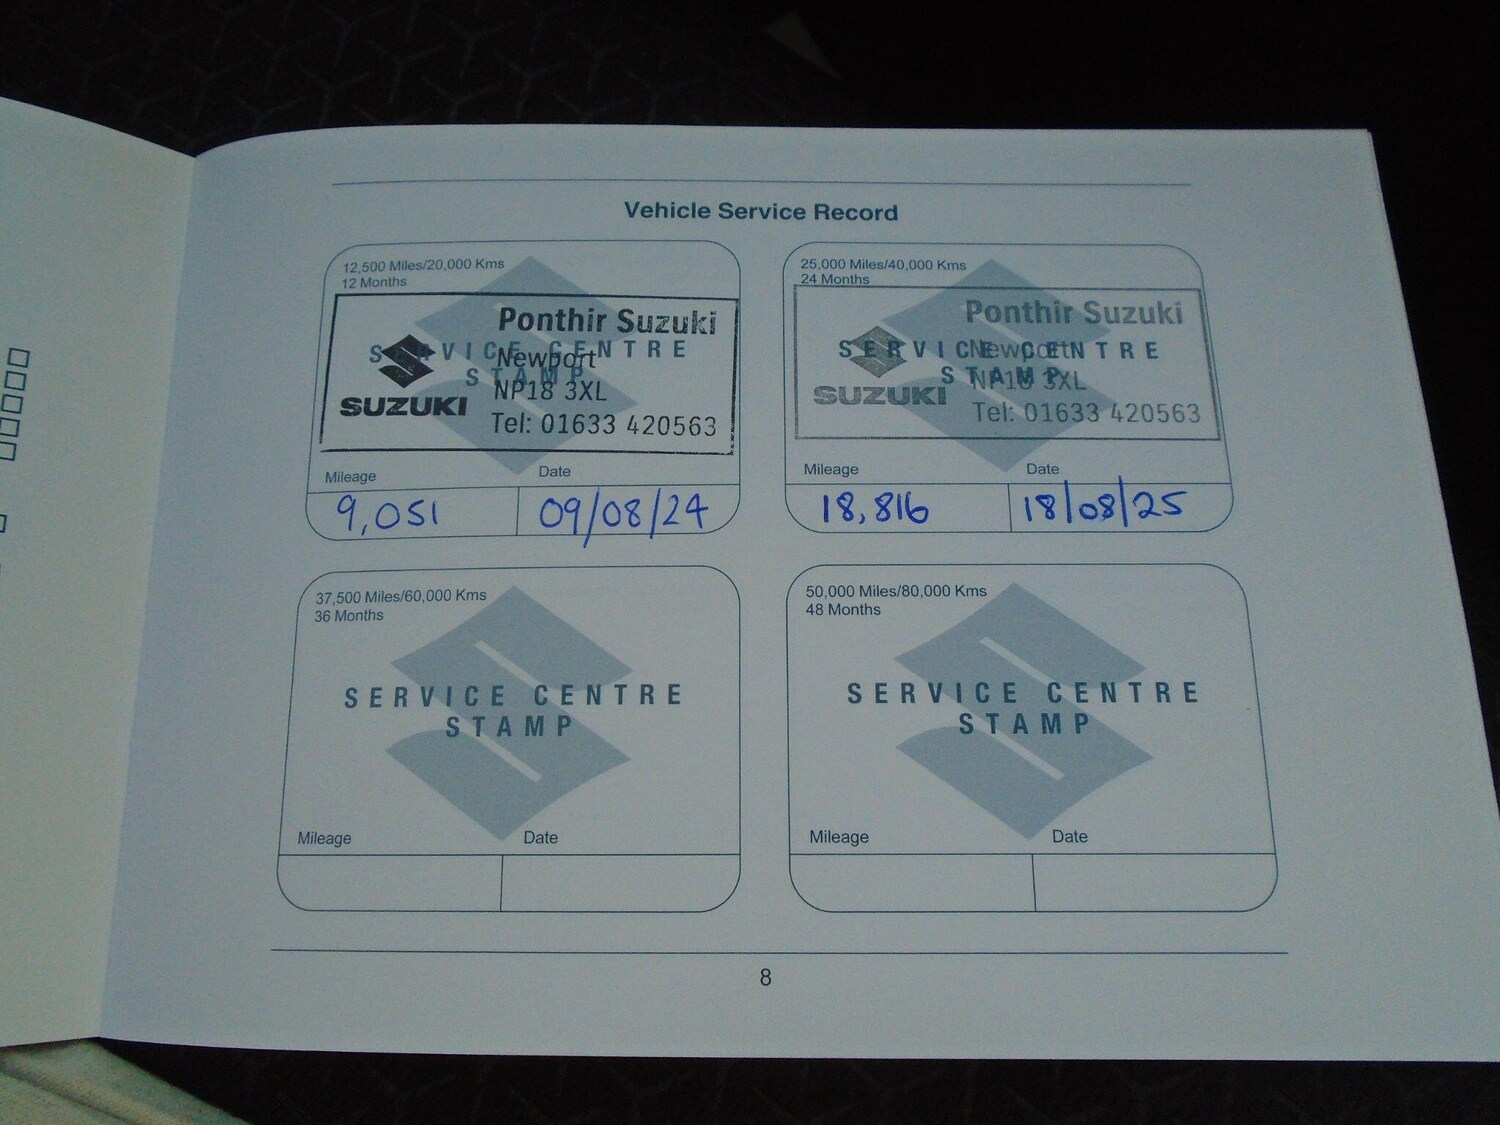 Vehicle Service Record
12,500 Miles/20,000 Kms
12 Months
Ponthir Suzuki
SERVICE CENTRE
Newport
STAMP
NP18 3XL
SUZUKI
Tel: 01633 420563
Mileage
Date
9,051
09/08/24
25,000 Miles/40,000 Kms
24 Months
Ponthir Suzuki
SERVICE CENTRE
Newport
STAMP
NP18 3XL
SUZUKI
Tel: 01633 420563
Mileage
Date
18,816
18/08/25
37,500 Miles/60,000 Kms
36 Months
SERVICE CENTRE
STAMP
Mileage
Date
50,000 Miles/80,000 Kms
48 Months
SERVICE CENTRE
STAMP
Mileage
Date
8